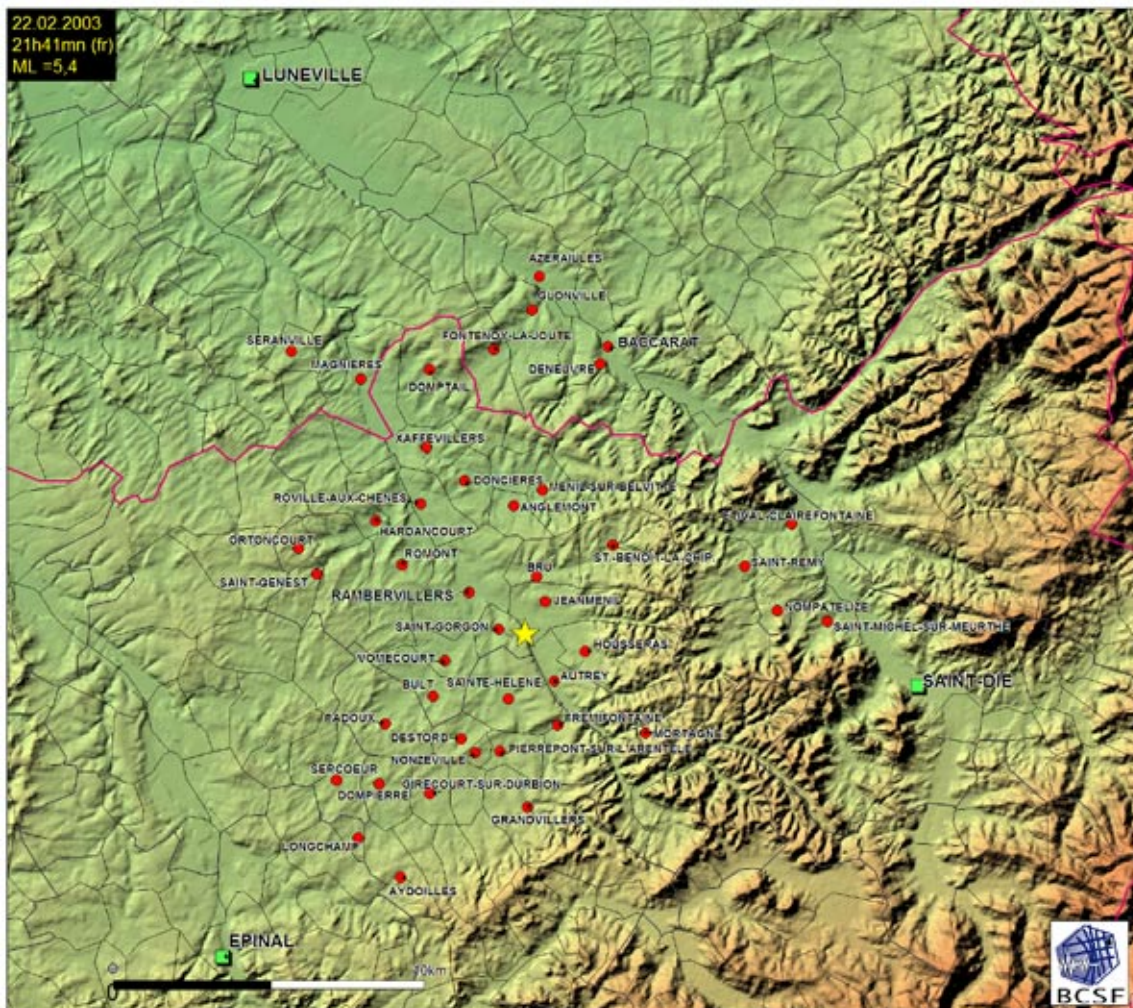 22.02.2003
21h41mn (fr)
ML =5,4
LUNEVILLE
AZERAILLES
GLONVILLE
FONTENOY-LA-JOUTE
BACCARAT
SERANVILLE
MAGNIERES
DENEUVRE
DOMPTAIL
XAFFEVILLERS
DONCIERES
MENIL-SUR-BELVITTE
ROVILLE-AUX-CHENES
ANGLEMONT
ETIVAL-CLAIREFONTAINE
HARDANCOURT
ORTONCOURT
ROMONT
ST.-BENOIT-LA-CHIP.
SAINT-REMY
SAINT-GENEST
BRU
RAMBERVILLERS
JEANMENIL
NOMPATELIZE
SAINT-GORGON
SAINT-MICHEL-SUR-MEURTHE
HOUSSERAS
VOMECOURT
SAINTE-HELENE
AUTREY
SAINT-DIE
BULT
PADOUX
FREMIFONTAINE
MORTAGNE
DESTORD
PIERREPONT-SUR-L'ARENTELE
NONZEVILLE
SERCOEUR
GIRECOURT-SUR-DURBION
DOMPIERRE
GRANDVILLERS
LONGCHAMP
AYDOILLES
EPINAL
0
BCSF